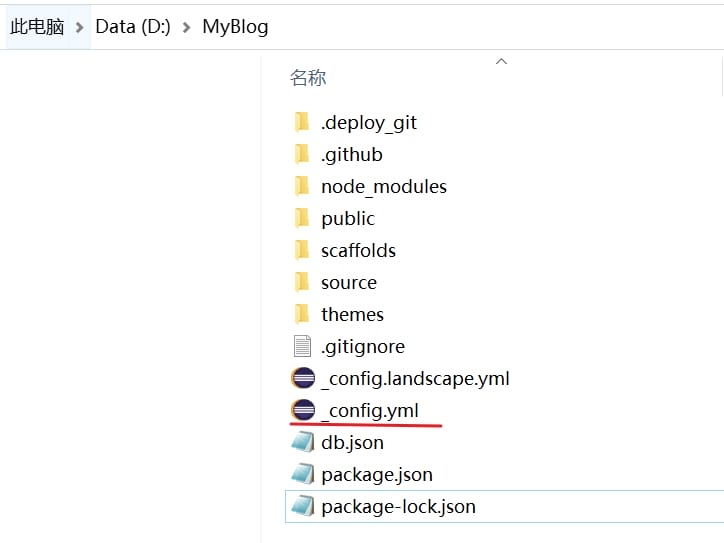 此电脑 > Data (D:) > MyBlog
名称
.deploy_git
.github
node_modules
public
scaffolds
source
themes
.gitignore
_config.landscape.yml
_config.yml
db.json
package.json
package-lock.json